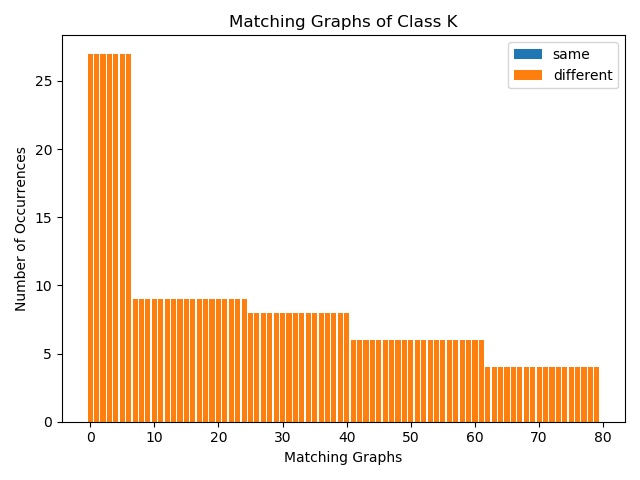 Matching Graphs of Class K
same
different
Number of Occurrences
25
20
15
10
5
0
0 10 20 30 40 50 60 70 80
Matching Graphs